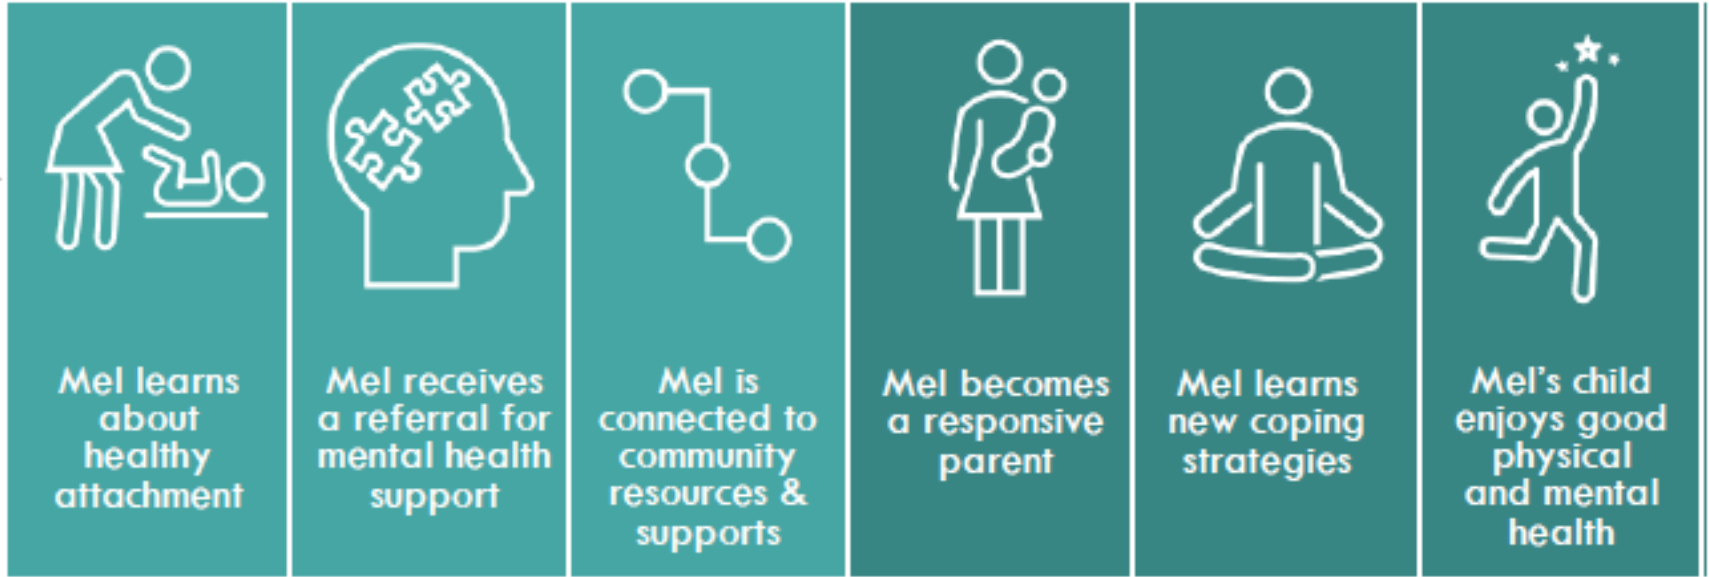 Mel learns
about
healthy
attachment
Mel receives
a referral for
mental health
support
Mel is
connected to
community
resources &
supports
Mel becomes
a responsive
parent
Mel learns
new coping
strategies
Mel's child
enjoys good
physical
and mental
health